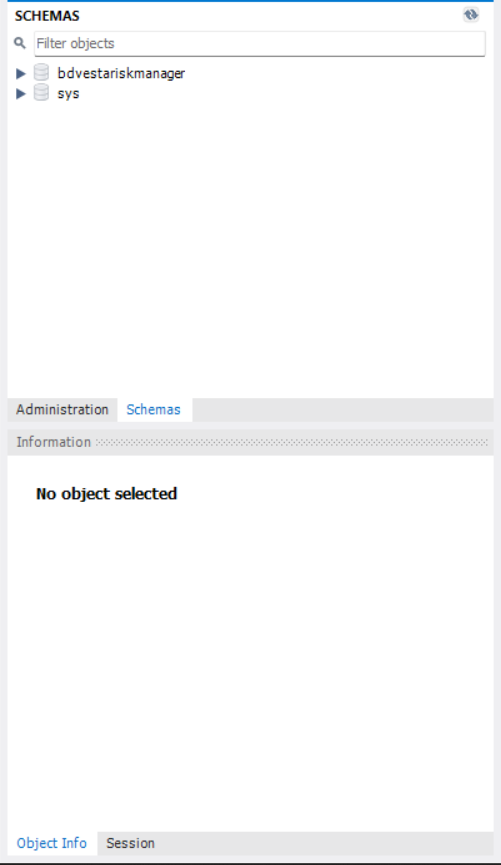 SCHEMAS
Filter objects
bdvestariskmanager
sys
Administration Schemas
Information
No object selected
Object Info Session